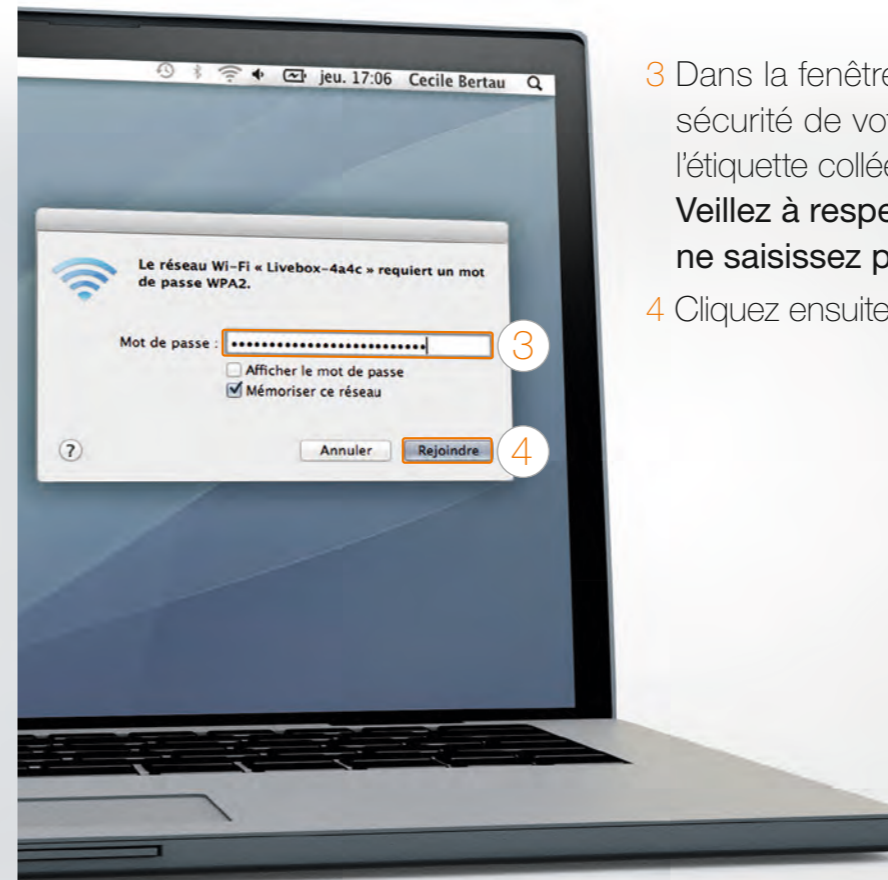 jeu. 17:06 Cecile Bertau
Le réseau Wi-Fi « Livebox-4a4c » requiert un mot
de passe WPA2.
Mot de passe : ••••••••••••••••••••••••••• 3
Afficher le mot de passe
Mémoriser ce réseau
? Annuler Rejoindre 4
3 Dans la fenêtre
sécurité de vo
l'étiquette collée
Veillez à respe
ne saisissez p
4 Cliquez ensuite